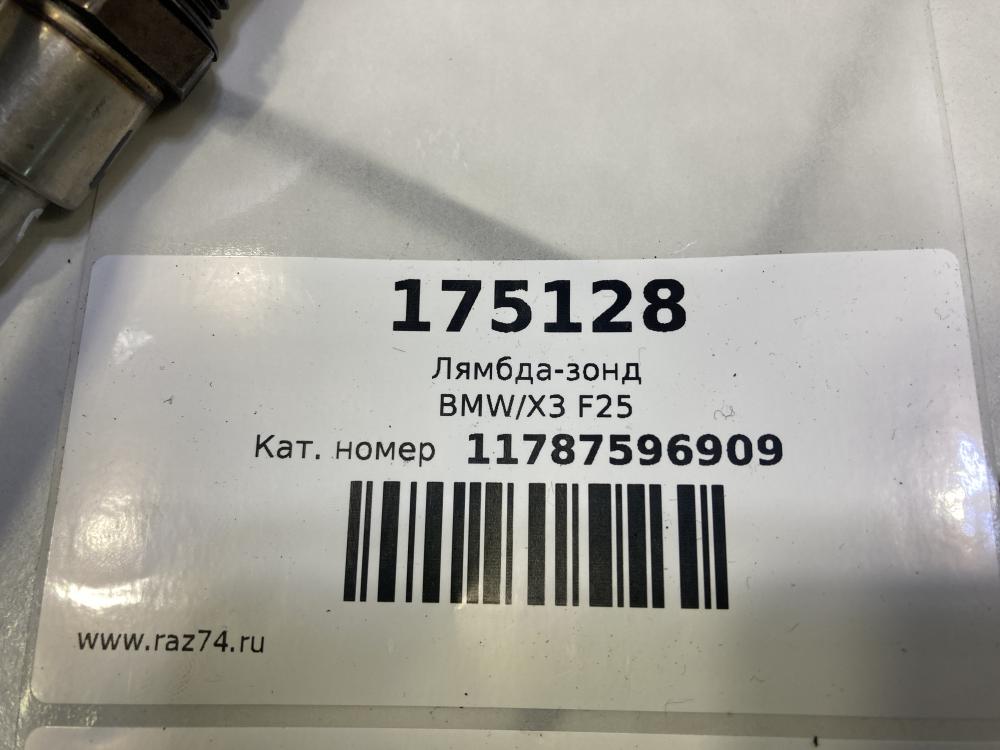 175128
Лямбда-зонд
BMW/X3 F25
Кат. номер 11787596909
www.raz74.ru